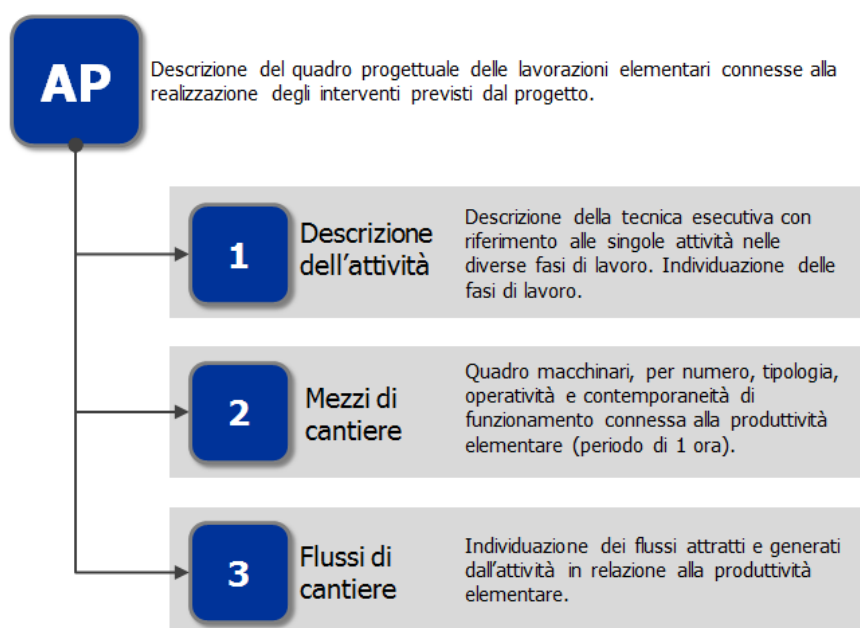 AP
Descrizione del quadro progettuale delle lavorazioni elementari connesse alla
realizzazione degli interventi previsti dal progetto.
1
Descrizione
dell'attività
Descrizione della tecnica esecutiva con
riferimento alle singole attività nelle
diverse fasi di lavoro. Individuazione delle
fasi di lavoro.
2
Mezzi di
cantiere
Quadro macchinari, per numero, tipologia,
operatività e contemporaneità di
funzionamento connessa alla produttività
elementare (periodo di 1 ora).
3
Flussi di
cantiere
Individuazione dei flussi attratti e generati
dall'attività in relazione alla produttività
elementare.